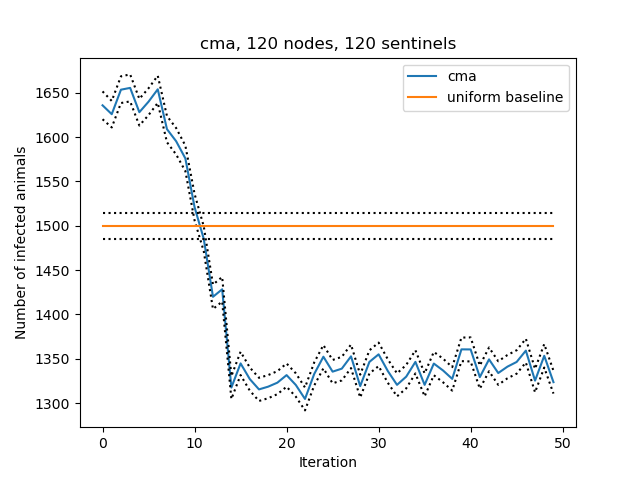 cma, 120 nodes, 120 sentinels
cma
uniform baseline
Number of infected animals
1650
1600
1550
1500
1450
1400
1350
1300
0 10 20 30 40 50
Iteration